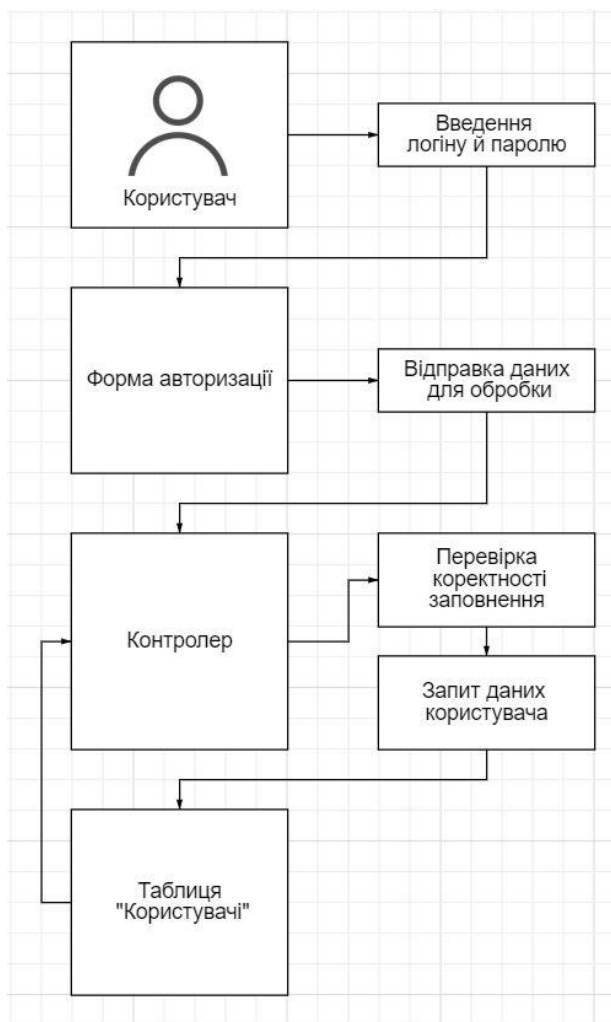 Користувач
Введення
логіну й паролю
Форма авторизації
Відправка даних
для обробки
Контролер
Перевірка
коректності
заповнення
Запит даних
користувача
Таблиця
"Користувачі"